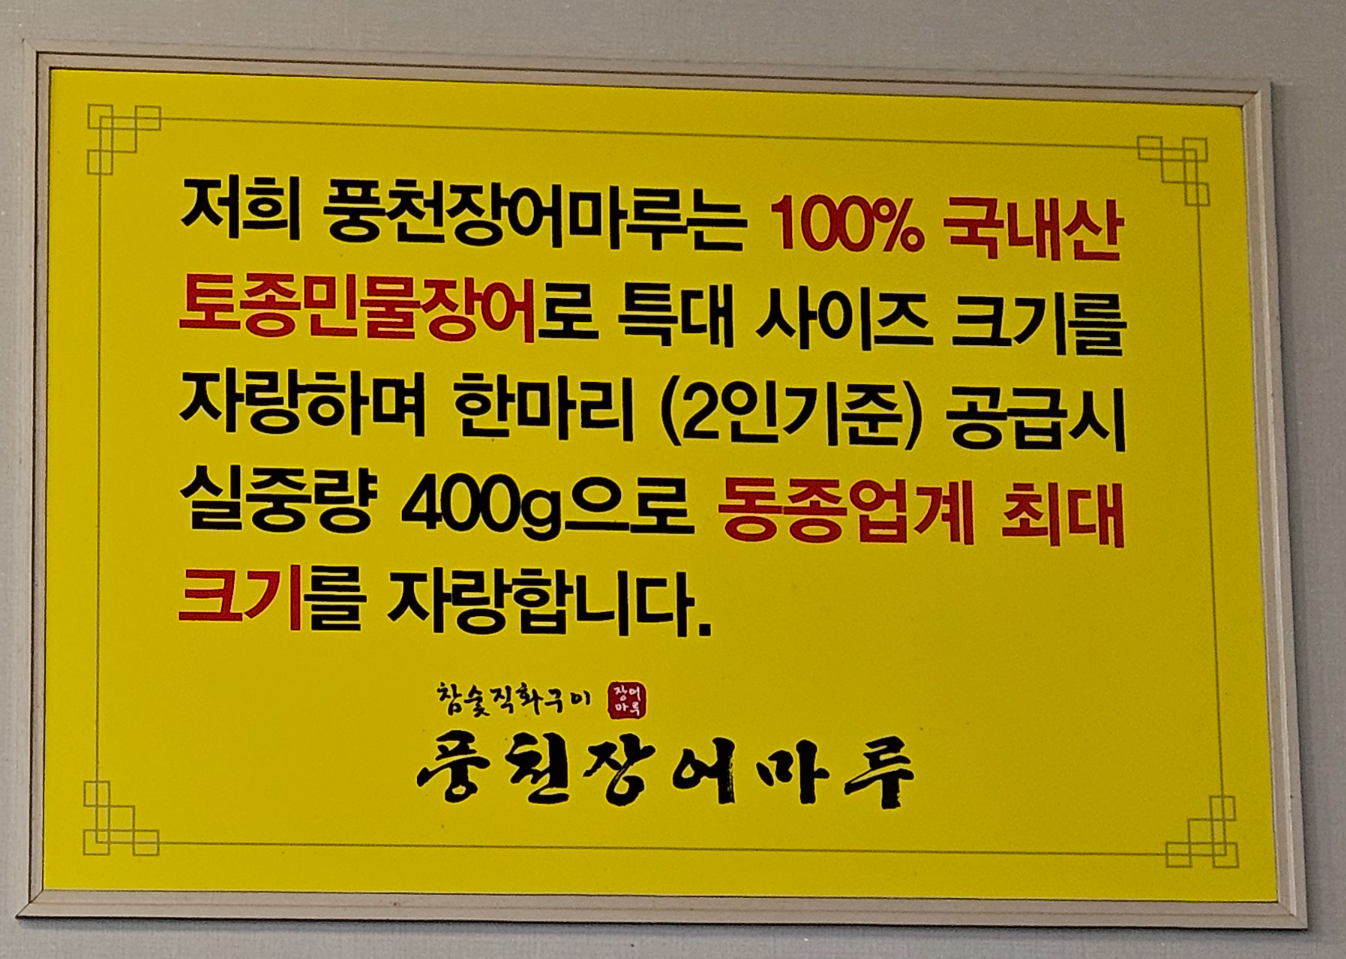 저희 풍천장어마루는 100% 국내산
토종민물장어로 특대 사이즈 크기를
자랑하며 한마리 (2인기준) 공급시
실중량 400g으로 동종업계 최대
크기를 자랑합니다.
참숯직화구이
장어
마루
풍천장어마루